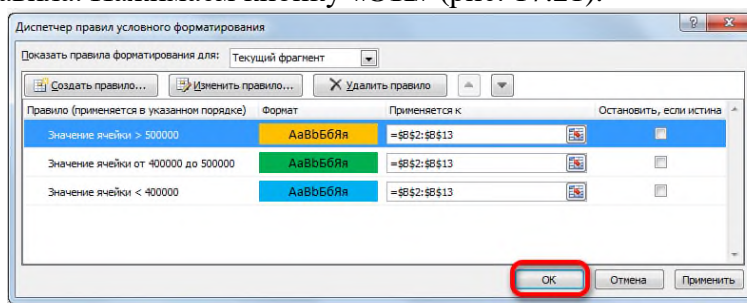 Диспетчер правил условного форматирования
Показать правила форматирования для: Текущий фрагмент
Создать правило... Изменить правило... Удалить правило
Правило (применяется в указанном порядке) Формат Применяется к Остановить, если истина
Значение ячейки > 500000 АаВbБбЯя =$B$2:$B$13
Значение ячейки от 400000 до 500000 АаВbБбЯя =$B$2:$B$13
Значение ячейки < 400000 АаВbБбЯя =$B$2:$B$13
ОК Отмена Применить